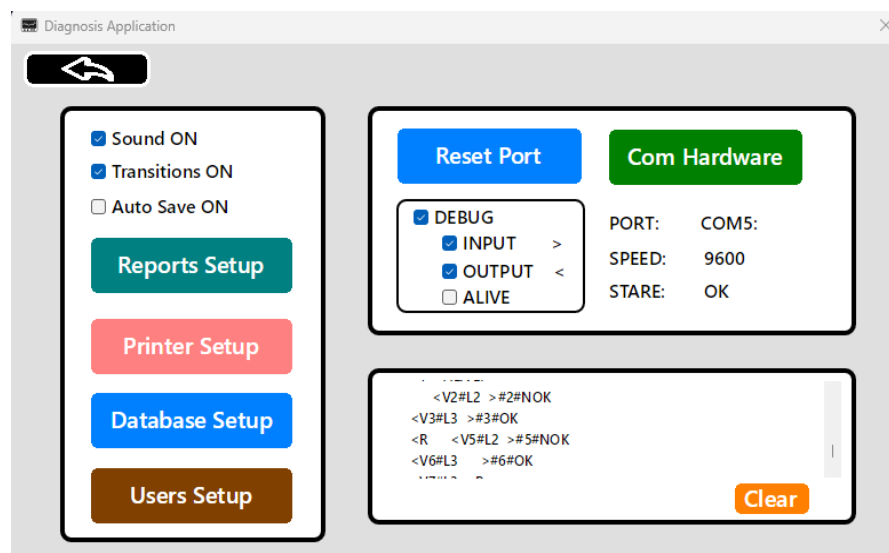 Diagnosis Application
Sound ON
Transitions ON
Auto Save ON
Reports Setup
Printer Setup
Database Setup
Users Setup
Reset Port
Com Hardware
DEBUG
INPUT >
OUTPUT <
ALIVE
PORT: COM5:
SPEED: 9600
STARE: OK
<V2#L2 >#2#NOK
<V3#L3 >#3#OK
<R <V5#L2 >#5#NOK
<V6#L3 >#6#OK
Clear